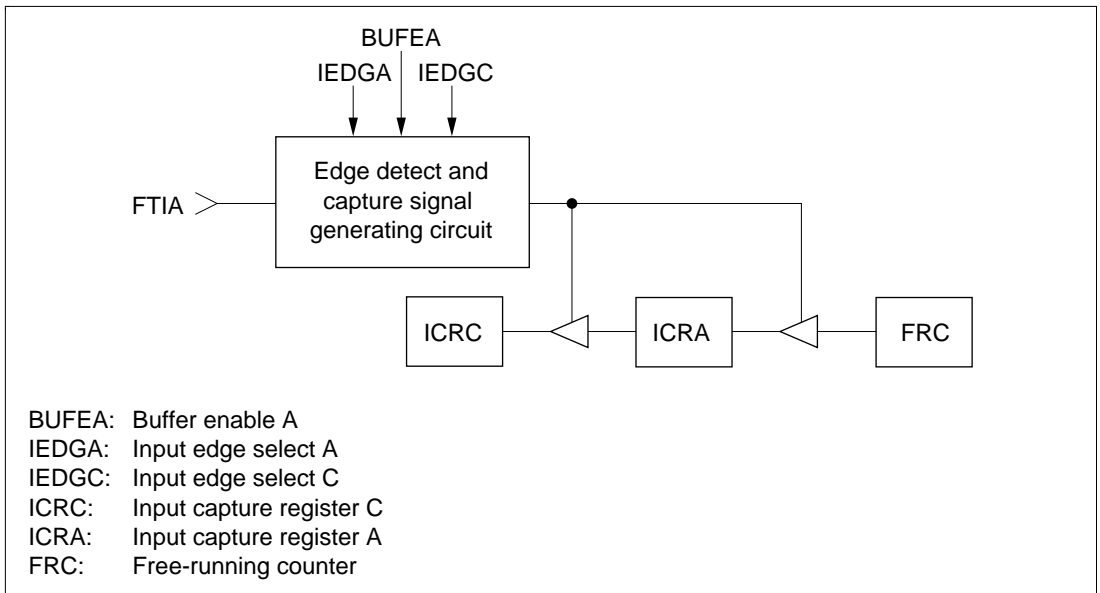 BUFEA
IEDGA IEDGC
FTIA
Edge detect and
capture signal
generating circuit
ICRC ICRA FRC
BUFEA: Buffer enable A
IEDGA: Input edge select A
IEDGC: Input edge select C
ICRC: Input capture register C
ICRA: Input capture register A
FRC: Free-running counter